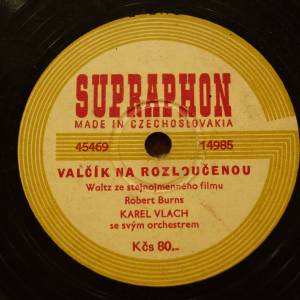 SUPRAPHON
MADE IN CZECHOSLOVAKIA
45469 14985
VALČÍK NA ROZLOUČENOU
Waltz ze stejnojmenného filmu
Robert Burns
KAREL VLACH
se svým orchestrem
Kčs 80.--